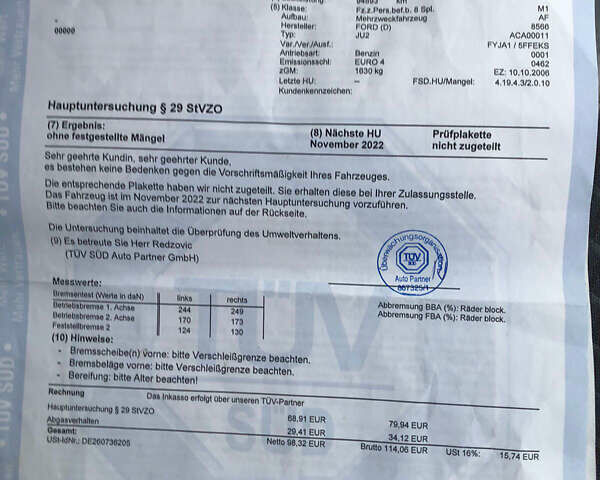 00000
km
(6) Klasse: Fz.z.Pers.bef.b. 8 Spl. M1
Aufbau: Mehrzweckfahrzeug AF
Hersteller: FORD (D) 8566
Typ: JU2 ACA00011
Var./Ver./Ausf.: FYJA1 / 5FFEKS
Antriebsart: Benzin 0001
Emissionsschl: EURO 4 0462
zGM: 1630 kg EZ: 10.10.2006
Letzte HU: -- FSD.HU/Mangel: 4.19.4.3/2.0.10
Kundenkennzeichen:
Hauptuntersuchung § 29 StVZO
(7) Ergebnis: (8) Nächste HU Prüfplakette
ohne festgestellte Mängel November 2022 nicht zugeteilt
Sehr geehrte Kundin, sehr geehrter Kunde,
es bestehen keine Bedenken gegen die Vorschriftsmäßigkeit Ihres Fahrzeuges.
Die entsprechende Plakette haben wir nicht zugeteilt. Sie erhalten diese bei Ihrer Zulassungsstelle.
Das Fahrzeug ist im November 2022 zur nächsten Hauptuntersuchung vorzuführen.
Bitte beachten Sie auch die Informationen auf der Rückseite.
Die Untersuchung beinhaltet die Überprüfung des Umweltverhaltens.
(9) Es betreute Sie Herr Redzovic
(TÜV SÜD Auto Partner GmbH)
Überwachungsorganisation
TÜV
SÜD
Auto Partner
Messwerte:
Bremsentest (Werte in daN) links rechts
Betriebsbremse 1. Achse 244 249
Betriebsbremse 2. Achse 170 173
Feststellbremse 2 124 130
Abbremsung BBA (%): Räder block.
Abbremsung FBA (%): Räder block.
(10) Hinweise:
- Bremsscheibe(n) vorne: bitte Verschleißgrenze beachten.
- Bremsbeläge vorne: bitte Verschleißgrenze beachten.
- Bereifung: bitte Alter beachten!
Rechnung Das Inkasso erfolgt über unseren TÜV-Partner
Hauptuntersuchung § 29 StVZO 68,91 EUR 79,94 EUR
Abgasverhalten 29,41 EUR 34,12 EUR
Gesamt: Netto 98,32 EUR Brutto 114,06 EUR USt 16%: 15,74 EUR
USt-IdNr.: DE260736205